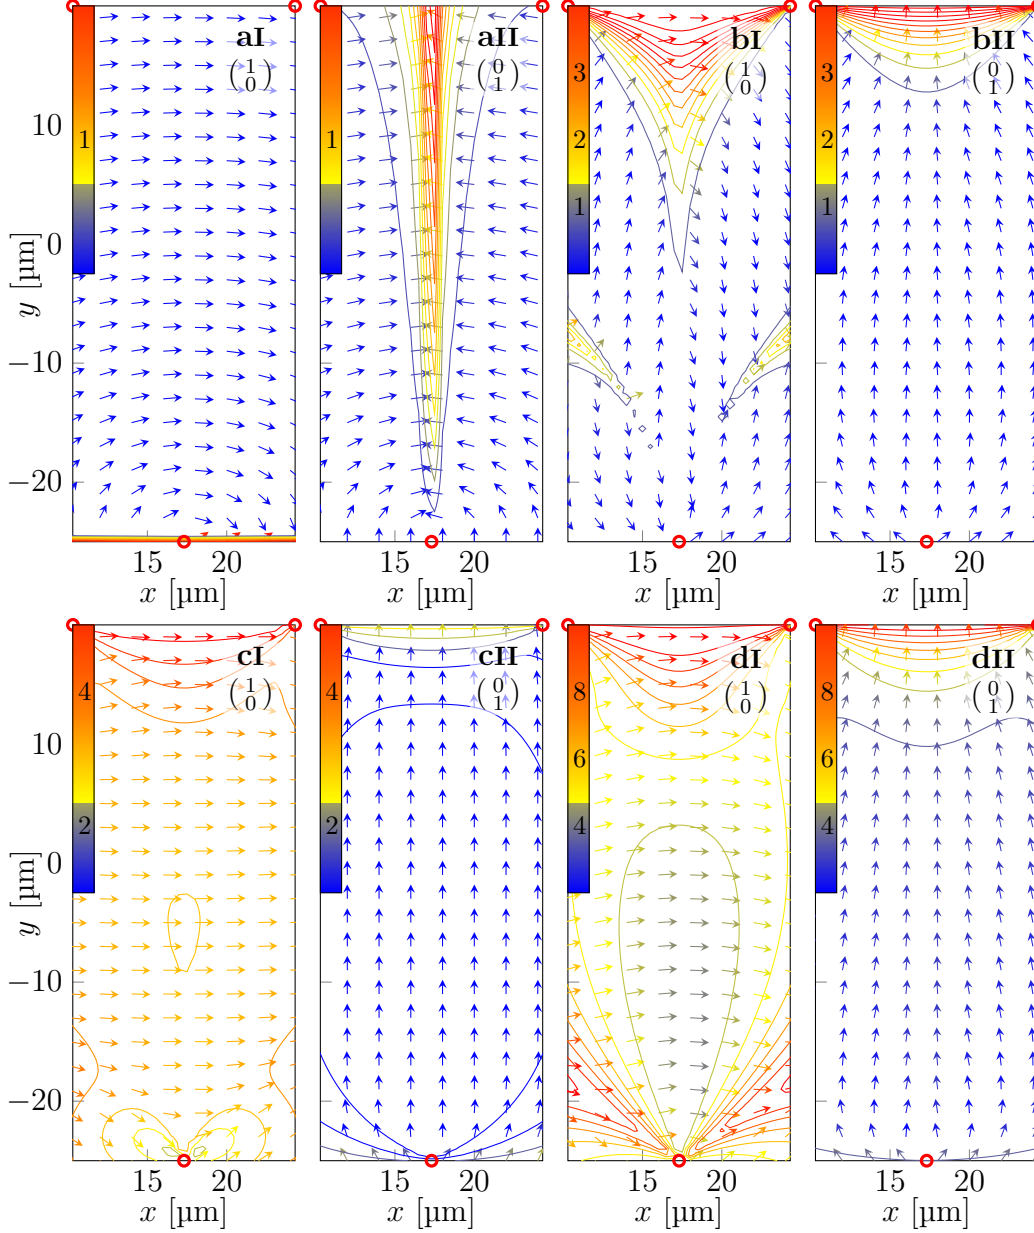 aI aII bI bII
(1 0) (0 1) (1 0) (0 1)
1 1 3 2 1 3 2 1
10
0
−10
−20
y [µm]
15 20 15 20 15 20 15 20
x [µm] x [µm] x [µm] x [µm]
cI cII dI dII
(1 0) (0 1) (1 0) (0 1)
4 2 4 2 8 6 4 8 6 4
10
0
−10
−20
y [µm]
15 20 15 20 15 20 15 20
x [µm] x [µm] x [µm] x [µm]